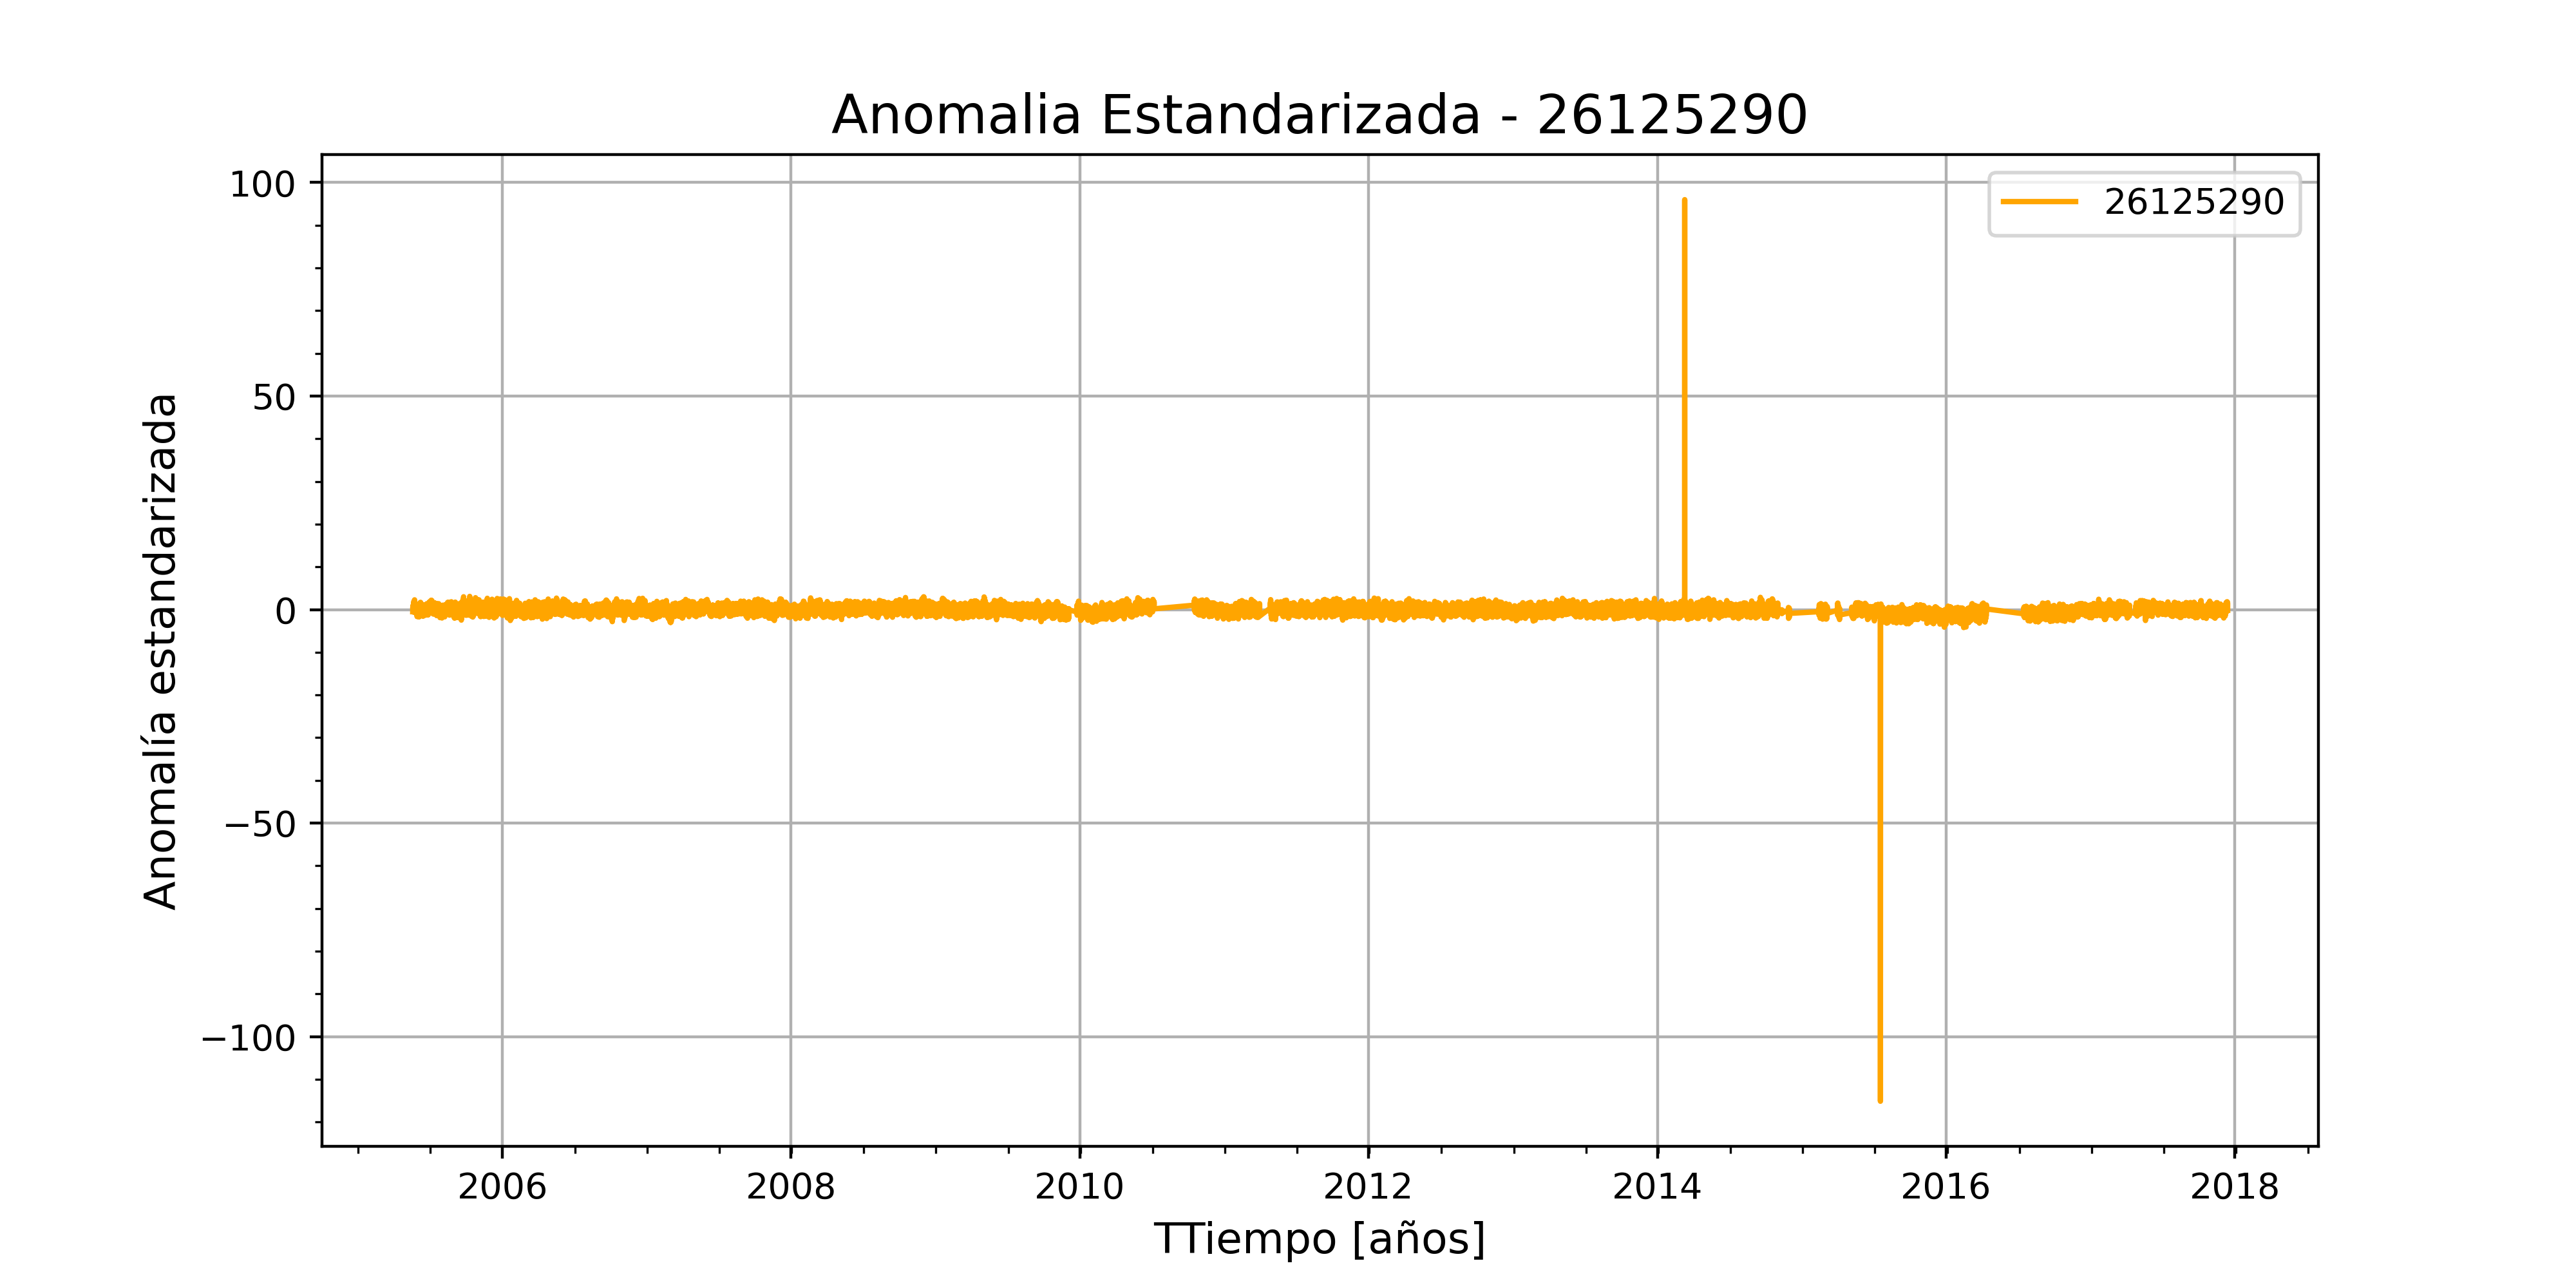 Anomalia Estandarizada - 26125290
26125290
Anomalía estandarizada
100
50
0
−50
−100
2006 2008 2010 2012 2014 2016 2018
TTiempo [años]